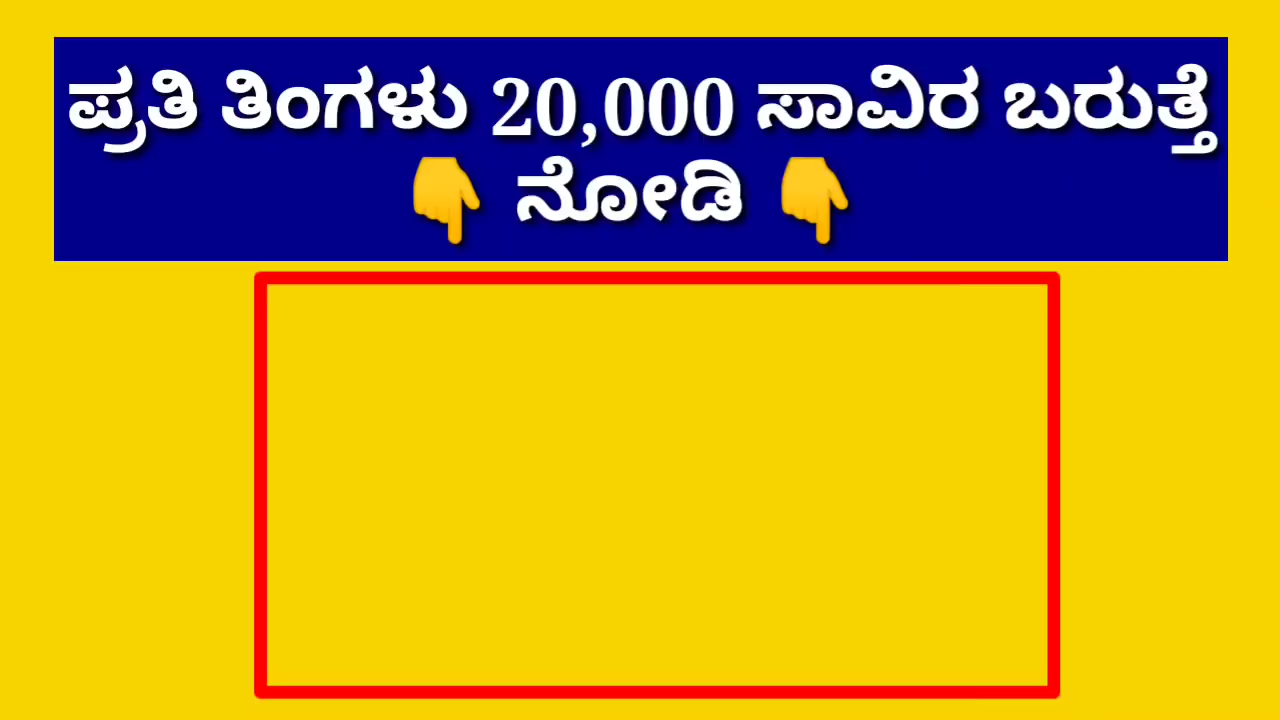 ಪ್ರತಿ ತಿಂಗಳು 20,000 ಸಾವಿರ ಬರುತ್ತೆ
👇 ನೋಡಿ 👇